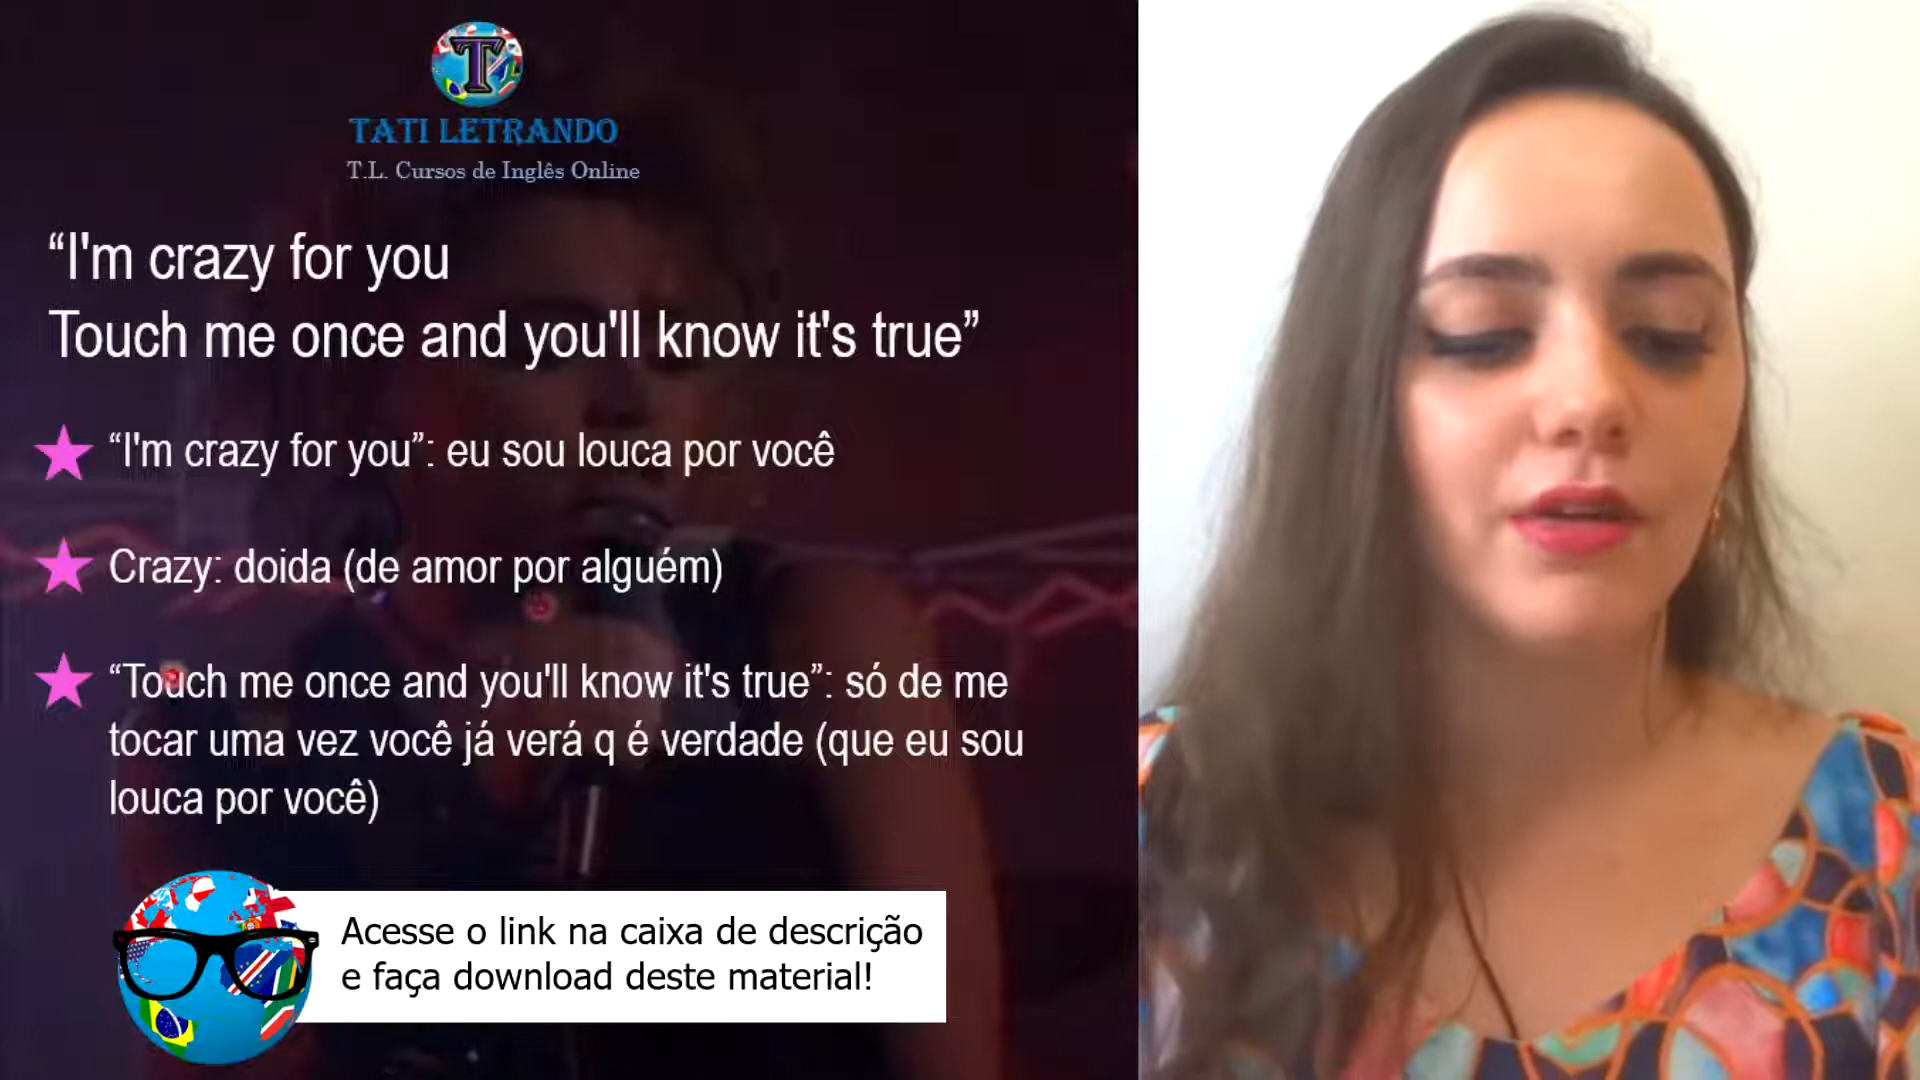 T
TATI LETRANDO
T.L. Cursos de Inglês Online
“I'm crazy for you
Touch me once and you'll know it's true”
“I'm crazy for you”: eu sou louca por você
Crazy: doida (de amor por alguém)
“Touch me once and you'll know it's true”: só de me
tocar uma vez você já verá q é verdade (que eu sou
louca por você)
Acesse o link na caixa de descrição
e faça download deste material!